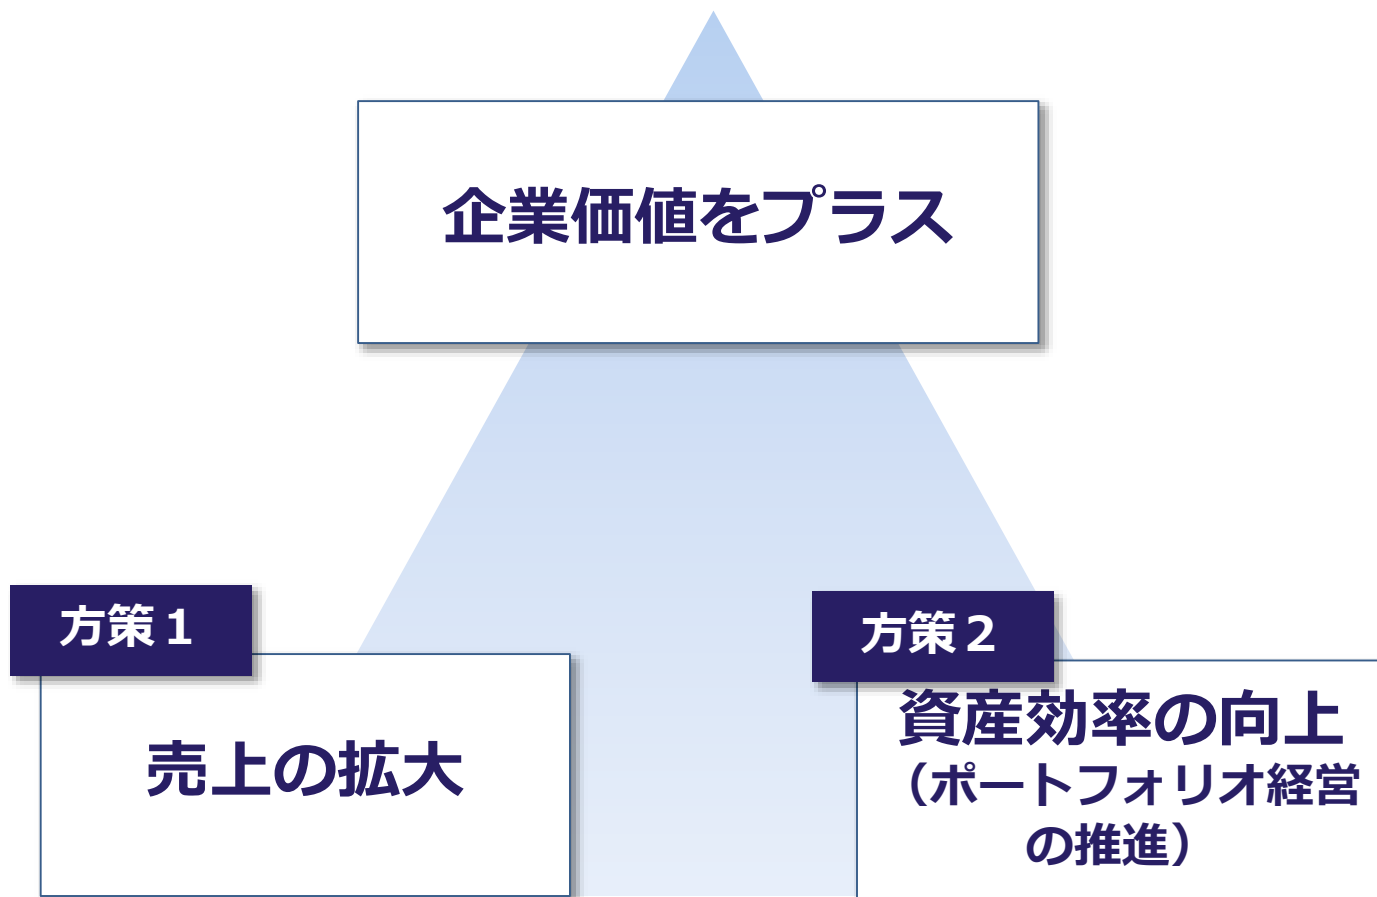 企業価値をプラス
方策１
売上の拡大
方策２
資産効率の向上
（ポートフォリオ経営
の推進）